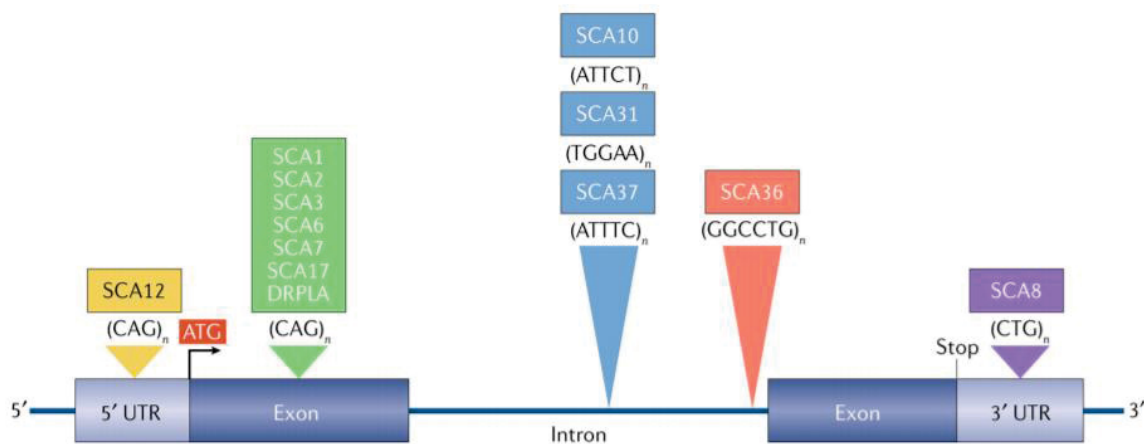 SCA10
(ATTCT)n
SCA31
(TGGAA)n
SCA37
(ATTTC)n
SCA36
(GGCCTG)n
SCA1
SCA2
SCA3
SCA6
SCA7
SCA17
DRPLA
(CAG)n
SCA12
(CAG)n
ATG
SCA8
(CTG)n
Stop
5′
5′ UTR
Exon
Intron
Exon
3′ UTR
3′